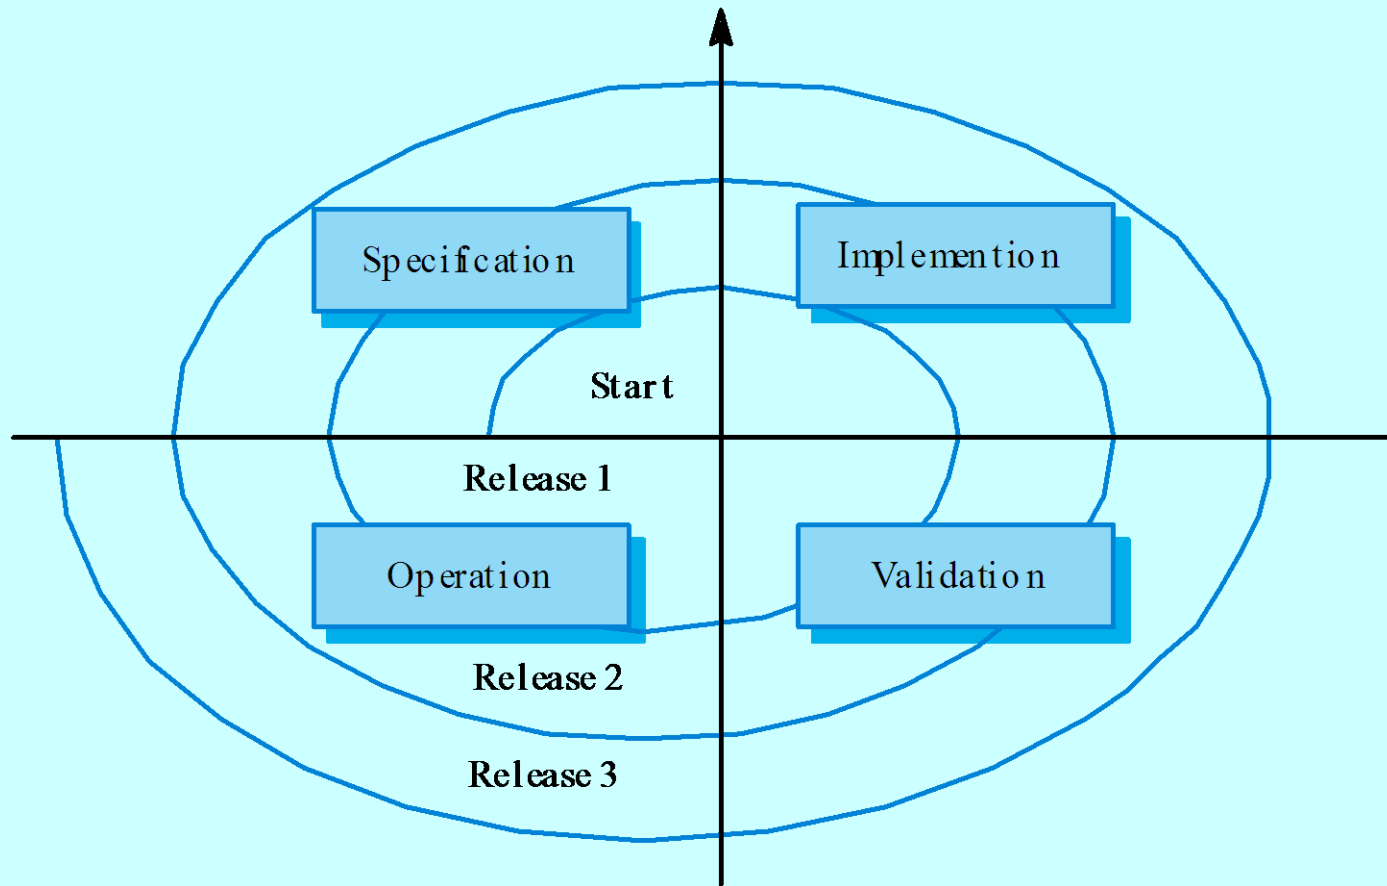 Specification
Implemention
Start
Release 1
Operation
Validation
Release 2
Release 3